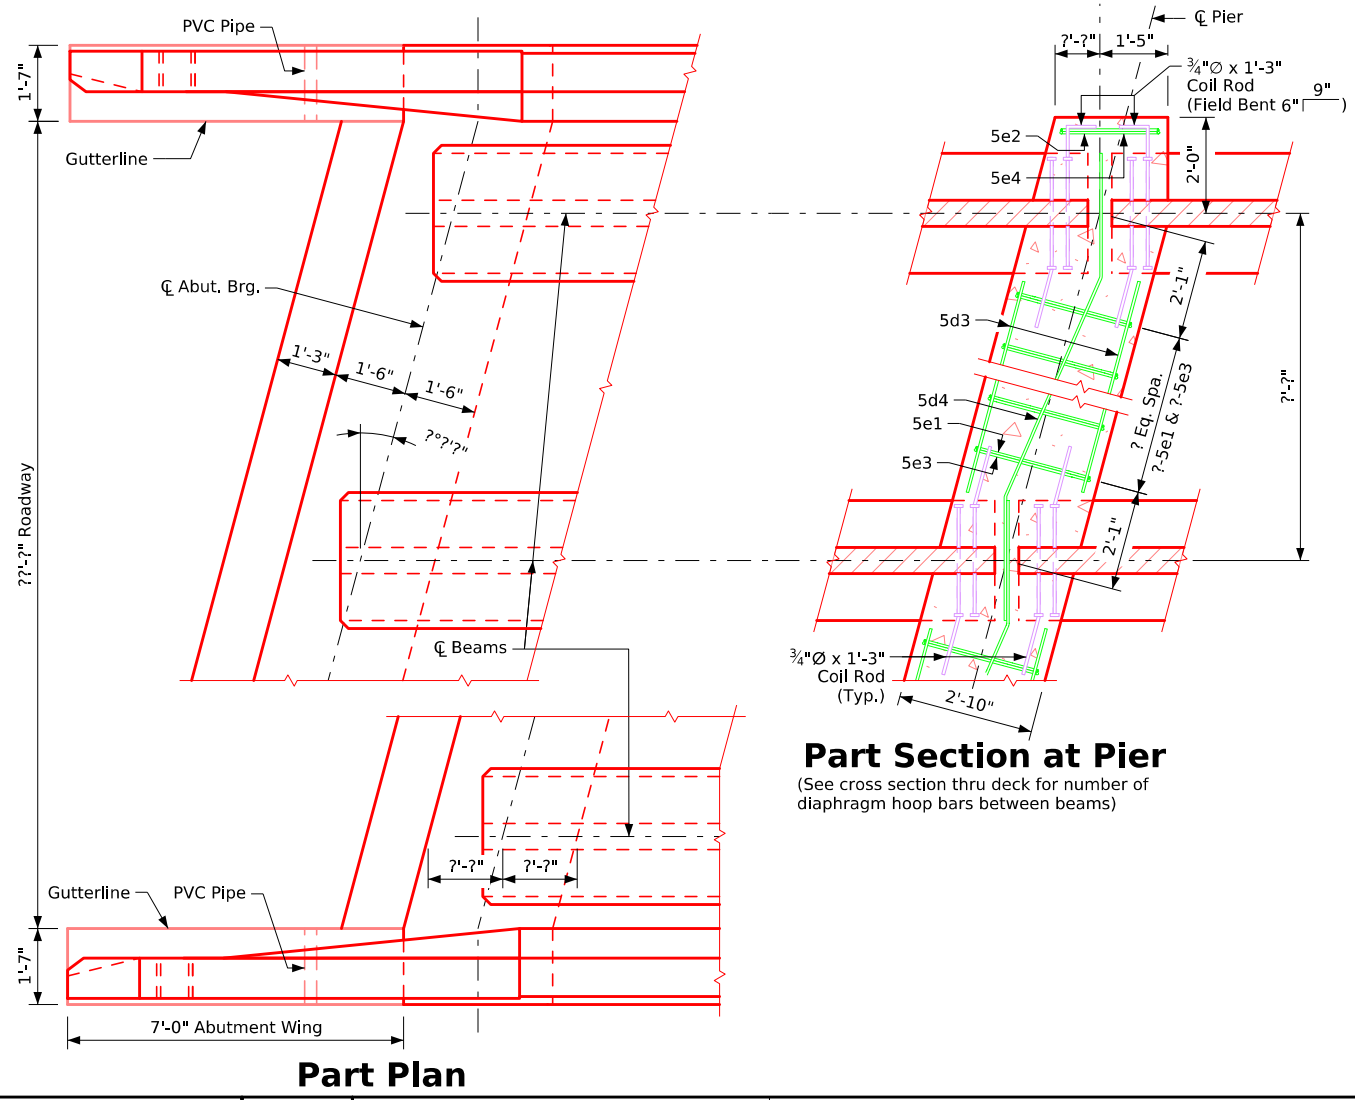 PVC Pipe
1'-7"
Gutterline
℄ Abut. Brg.
1'-3"
1'-6"
1'-6"
?°?'?"
??'-?" Roadway
℄ Beams
?'-?"
?'-?"
Gutterline
PVC Pipe
1'-7"
7'-0" Abutment Wing
Part Plan
℄ Pier
?'-?"
1'-5"
¾"Ø x 1'-3"
Coil Rod
(Field Bent 6" 9" )
5e2
5e4
2'-0"
2'-1"
5d3
?'-?"
? Eq. Spa.
?-5e1 & ?-5e3
5d4
5e1
5e3
2'-1"
¾"Ø x 1'-3"
Coil Rod
(Typ.)
2'-10"
Part Section at Pier
(See cross section thru deck for number of
diaphragm hoop bars between beams)